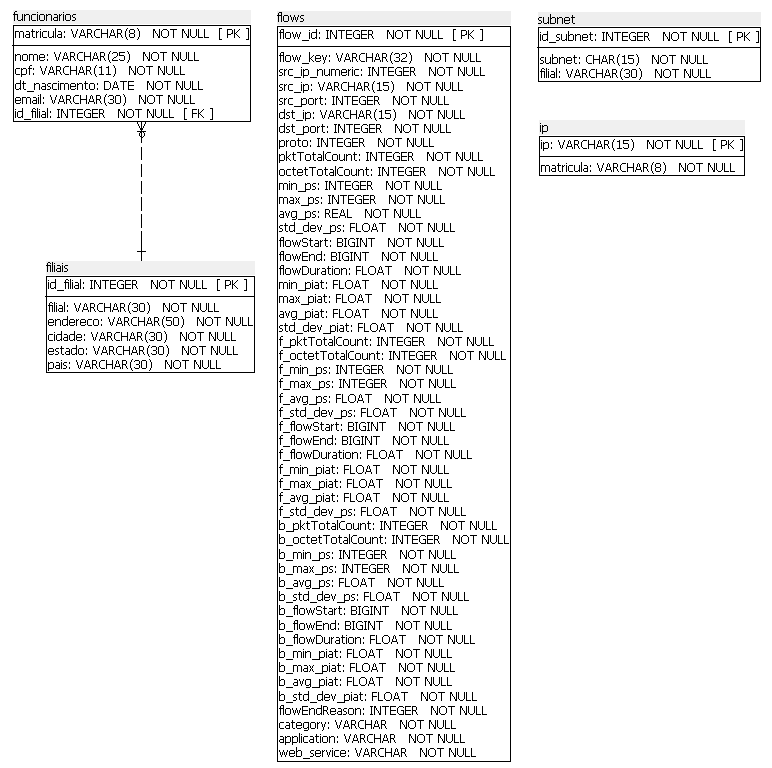 funcionarios
matricula: VARCHAR(8) NOT NULL [ PK ]
nome: VARCHAR(25) NOT NULL
cpf: VARCHAR(11) NOT NULL
dt_nascimento: DATE NOT NULL
email: VARCHAR(30) NOT NULL
id_filial: INTEGER NOT NULL [ FK ]
filiais
id_filial: INTEGER NOT NULL [ PK ]
filial: VARCHAR(30) NOT NULL
endereco: VARCHAR(50) NOT NULL
cidade: VARCHAR(30) NOT NULL
estado: VARCHAR(30) NOT NULL
pais: VARCHAR(30) NOT NULL
flows
flow_id: INTEGER NOT NULL [ PK ]
flow_key: VARCHAR(32) NOT NULL
src_ip_numeric: INTEGER NOT NULL
src_ip: VARCHAR(15) NOT NULL
src_port: INTEGER NOT NULL
dst_ip: VARCHAR(15) NOT NULL
dst_port: INTEGER NOT NULL
proto: INTEGER NOT NULL
pktTotalCount: INTEGER NOT NULL
octetTotalCount: INTEGER NOT NULL
min_ps: INTEGER NOT NULL
max_ps: INTEGER NOT NULL
avg_ps: REAL NOT NULL
std_dev_ps: FLOAT NOT NULL
flowStart: BIGINT NOT NULL
flowEnd: BIGINT NOT NULL
flowDuration: FLOAT NOT NULL
min_piat: FLOAT NOT NULL
max_piat: FLOAT NOT NULL
avg_piat: FLOAT NOT NULL
std_dev_piat: FLOAT NOT NULL
f_pktTotalCount: INTEGER NOT NULL
f_octetTotalCount: INTEGER NOT NULL
f_min_ps: INTEGER NOT NULL
f_max_ps: INTEGER NOT NULL
f_avg_ps: FLOAT NOT NULL
f_std_dev_ps: FLOAT NOT NULL
f_flowStart: BIGINT NOT NULL
f_flowEnd: BIGINT NOT NULL
f_flowDuration: FLOAT NOT NULL
f_min_piat: FLOAT NOT NULL
f_max_piat: FLOAT NOT NULL
f_avg_piat: FLOAT NOT NULL
f_std_dev_ps: FLOAT NOT NULL
b_pktTotalCount: INTEGER NOT NULL
b_octetTotalCount: INTEGER NOT NULL
b_min_ps: INTEGER NOT NULL
b_max_ps: INTEGER NOT NULL
b_avg_ps: FLOAT NOT NULL
b_std_dev_ps: FLOAT NOT NULL
b_flowStart: BIGINT NOT NULL
b_flowEnd: BIGINT NOT NULL
b_flowDuration: FLOAT NOT NULL
b_min_piat: FLOAT NOT NULL
b_max_piat: FLOAT NOT NULL
b_avg_piat: FLOAT NOT NULL
b_std_dev_piat: FLOAT NOT NULL
flowEndReason: INTEGER NOT NULL
category: VARCHAR NOT NULL
application: VARCHAR NOT NULL
web_service: VARCHAR NOT NULL
subnet
id_subnet: INTEGER NOT NULL [ PK ]
subnet: CHAR(15) NOT NULL
filial: VARCHAR(30) NOT NULL
ip
ip: VARCHAR(15) NOT NULL [ PK ]
matricula: VARCHAR(8) NOT NULL